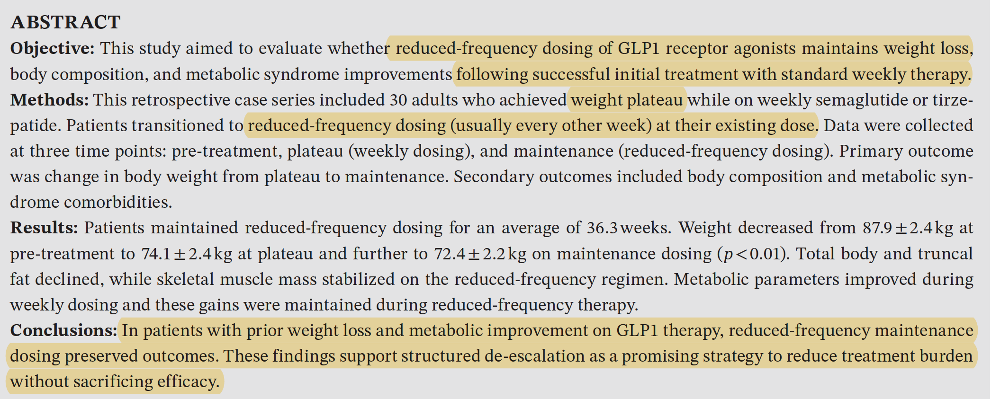 ABSTRACT
Objective: This study aimed to evaluate whether reduced-frequency dosing of GLP1 receptor agonists maintains weight loss,
body composition, and metabolic syndrome improvements following successful initial treatment with standard weekly therapy.
Methods: This retrospective case series included 30 adults who achieved weight plateau while on weekly semaglutide or tirze-
patide. Patients transitioned to reduced-frequency dosing (usually every other week) at their existing dose. Data were collected
at three time points: pre-treatment, plateau (weekly dosing), and maintenance (reduced-frequency dosing). Primary outcome
was change in body weight from plateau to maintenance. Secondary outcomes included body composition and metabolic syn-
drome comorbidities.
Results: Patients maintained reduced-frequency dosing for an average of 36.3 weeks. Weight decreased from 87.9 ± 2.4 kg at
pre-treatment to 74.1 ± 2.4 kg at plateau and further to 72.4 ± 2.2 kg on maintenance dosing (p < 0.01). Total body and truncal
fat declined, while skeletal muscle mass stabilized on the reduced-frequency regimen. Metabolic parameters improved during
weekly dosing and these gains were maintained during reduced-frequency therapy.
Conclusions: In patients with prior weight loss and metabolic improvement on GLP1 therapy, reduced-frequency maintenance
dosing preserved outcomes. These findings support structured de-escalation as a promising strategy to reduce treatment burden
without sacrificing efficacy.